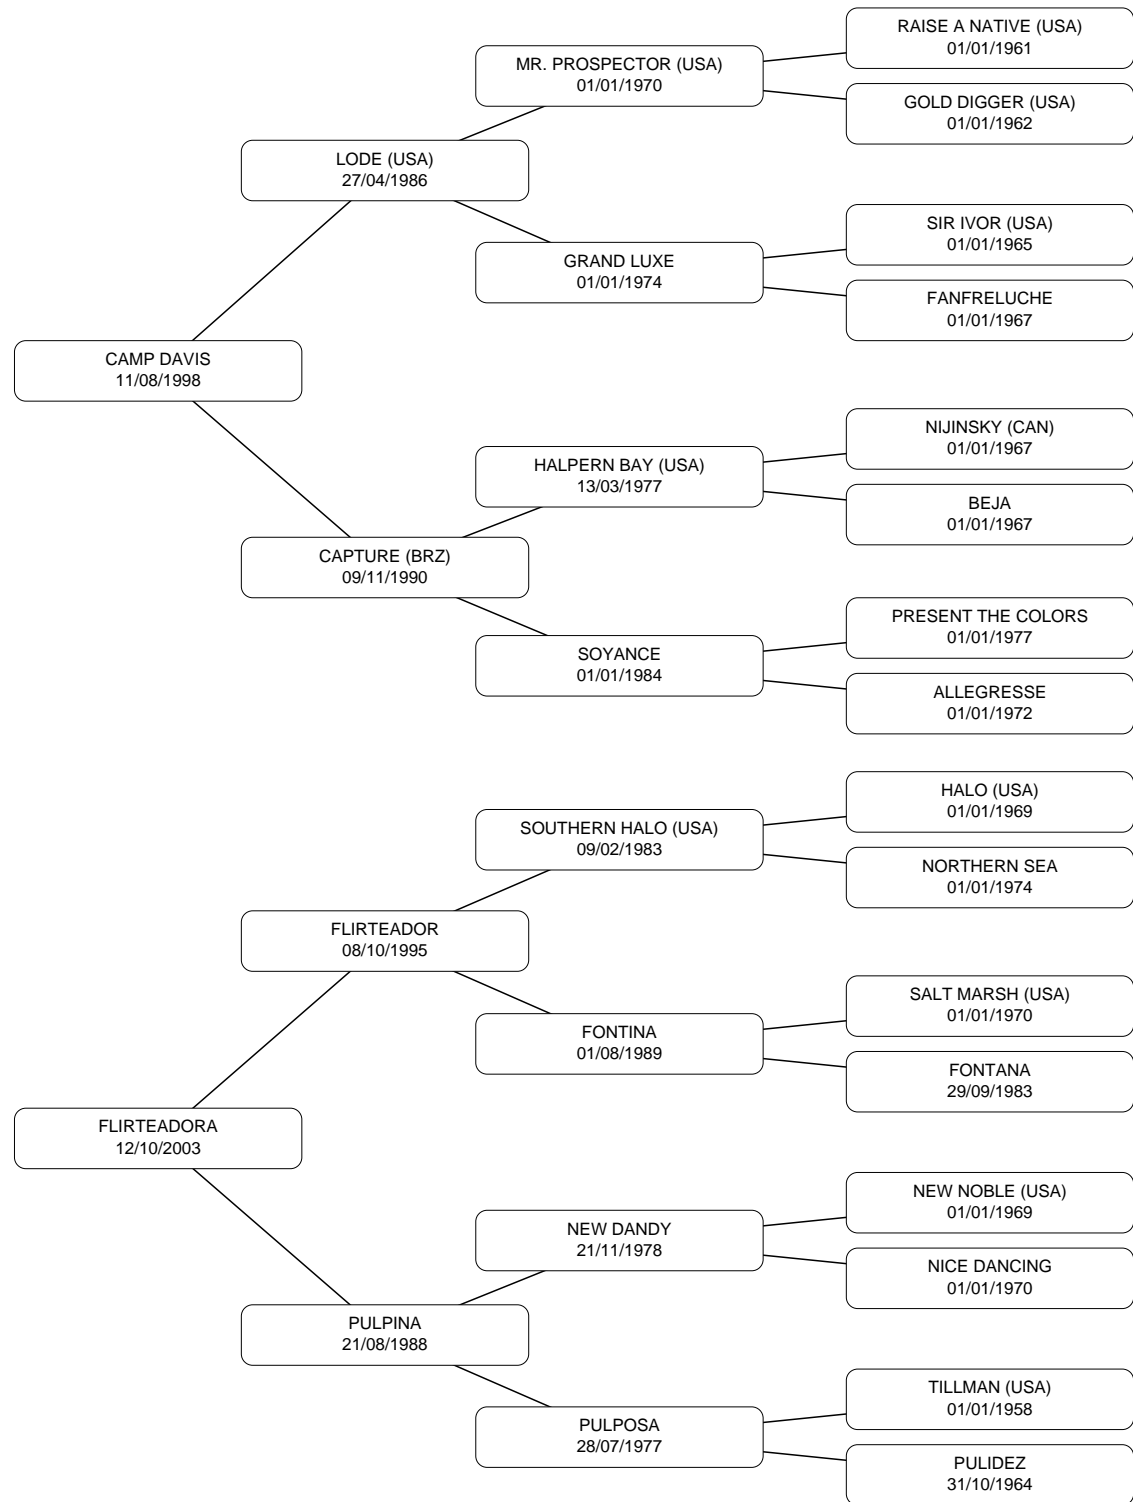 RAISE A NATIVE (USA)
01/01/1961
MR. PROSPECTOR (USA)
01/01/1970
GOLD DIGGER (USA)
01/01/1962
LODE (USA)
27/04/1986
SIR IVOR (USA)
01/01/1965
GRAND LUXE
01/01/1974
FANFRELUCHE
01/01/1967
CAMP DAVIS
11/08/1998
NIJINSKY (CAN)
01/01/1967
HALPERN BAY (USA)
13/03/1977
BEJA
01/01/1967
CAPTURE (BRZ)
09/11/1990
PRESENT THE COLORS
01/01/1977
SOYANCE
01/01/1984
ALLEGRESSE
01/01/1972
HALO (USA)
01/01/1969
SOUTHERN HALO (USA)
09/02/1983
NORTHERN SEA
01/01/1974
FLIRTEADOR
08/10/1995
SALT MARSH (USA)
01/01/1970
FONTINA
01/08/1989
FONTANA
29/09/1983
FLIRTEADORA
12/10/2003
NEW NOBLE (USA)
01/01/1969
NEW DANDY
21/11/1978
NICE DANCING
01/01/1970
PULPINA
21/08/1988
TILLMAN (USA)
01/01/1958
PULPOSA
28/07/1977
PULIDEZ
31/10/1964